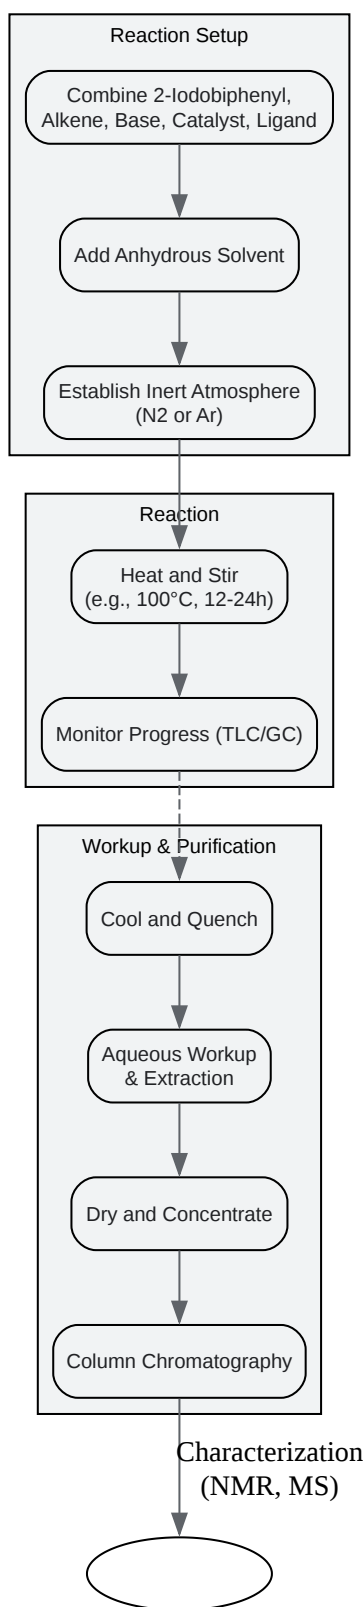 Reaction Setup
Combine 2-Iodobiphenyl,
Alkene, Base, Catalyst, Ligand
Add Anhydrous Solvent
Establish Inert Atmosphere
(N2 or Ar)
Reaction
Heat and Stir
(e.g., 100°C, 12-24h)
Monitor Progress (TLC/GC)
Workup & Purification
Cool and Quench
Aqueous Workup
& Extraction
Dry and Concentrate
Column Chromatography
Characterization
(NMR, MS)